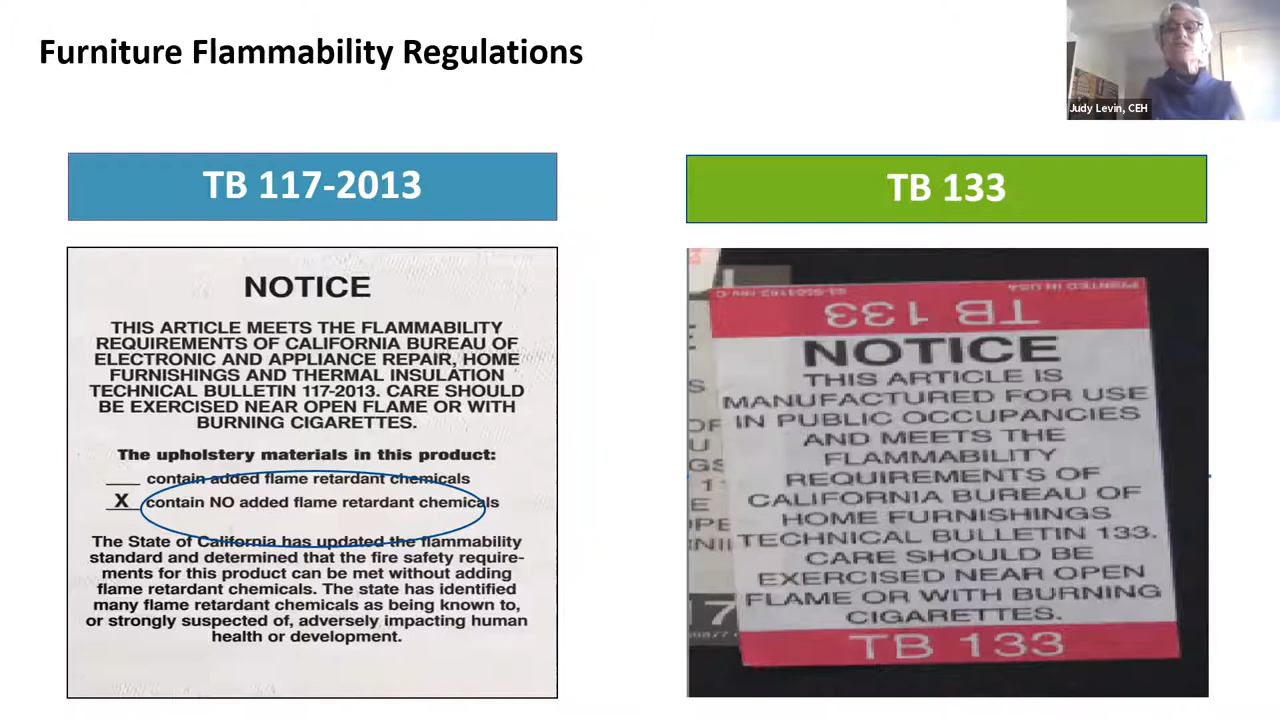 Furniture Flammability Regulations
Judy Levin, CEH
TB 117-2013
NOTICE
THIS ARTICLE MEETS THE FLAMMABILITY
REQUIREMENTS OF CALIFORNIA BUREAU OF
ELECTRONIC AND APPLIANCE REPAIR, HOME
FURNISHINGS AND THERMAL INSULATION
TECHNICAL BULLETIN 117-2013. CARE SHOULD
BE EXERCISED NEAR OPEN FLAME OR WITH
BURNING CIGARETTES.
The upholstery materials in this product:
___ contain added flame retardant chemicals
X contain NO added flame retardant chemicals
The State of California has updated the flammability
standard and determined that the fire safety require-
ments for this product can be met without adding
flame retardant chemicals. The state has identified
many flame retardant chemicals as being known to,
or strongly suspected of, adversely impacting human
health or development.
TB 133
PRINTED IN USA
TB 133
NOTICE
THIS ARTICLE IS
MANUFACTURED FOR USE
IN PUBLIC OCCUPANCIES
AND MEETS THE
FLAMMABILITY
REQUIREMENTS OF
CALIFORNIA BUREAU OF
HOME FURNISHINGS
TECHNICAL BULLETIN 133.
CARE SHOULD BE
EXERCISED NEAR OPEN
FLAME OR WITH BURNING
CIGARETTES.
TB 133